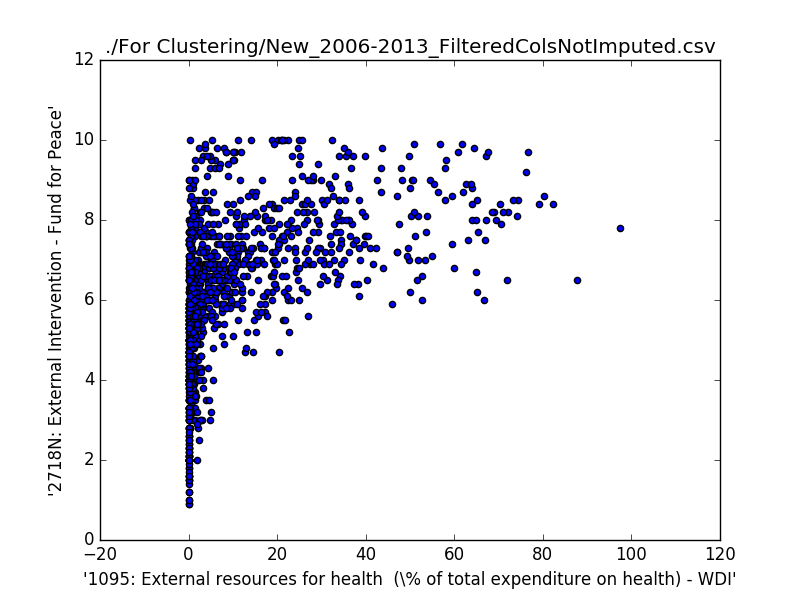 ./For Clustering/New_2006-2013_FilteredColsNotImputed.csv
12
10
8
6
4
2
0
'2718N: External Intervention - Fund for Peace'
−20 0 20 40 60 80 100 120
'1095: External resources for health  (\% of total expenditure on health) - WDI'